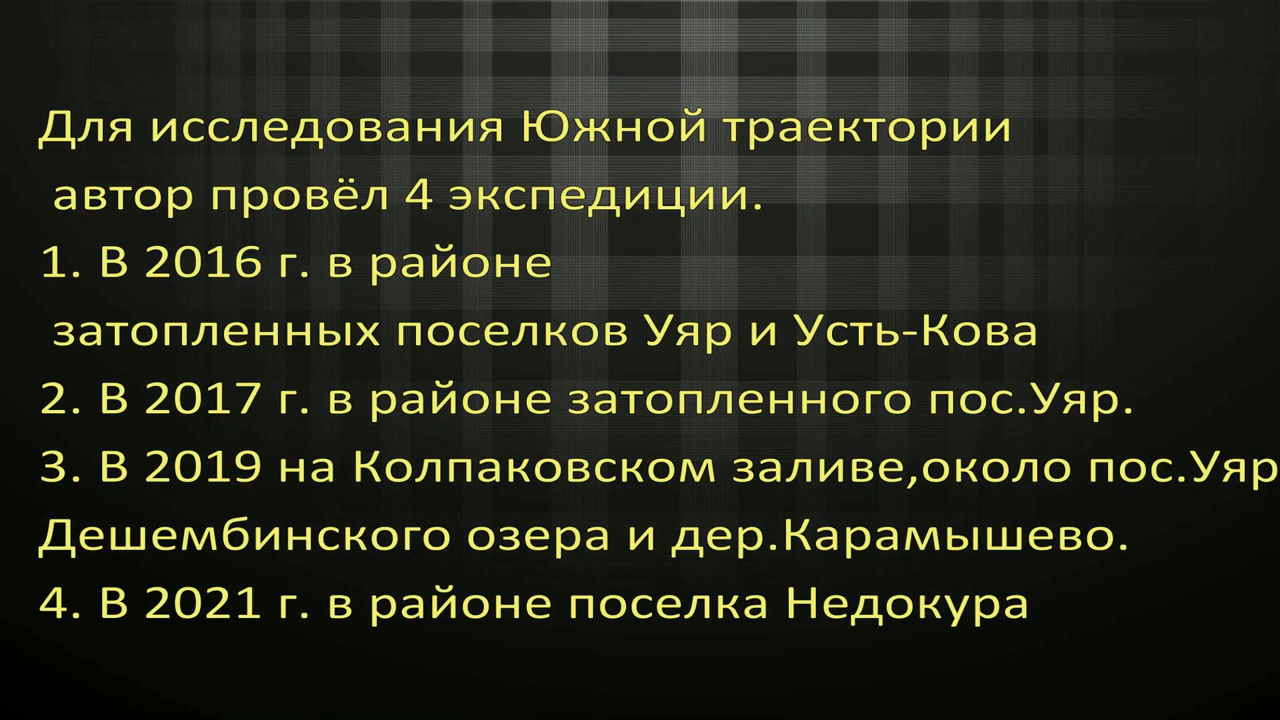 Для исследования Южной траектории
автор провёл 4 экспедиции.
1. В 2016 г. в районе
затопленных поселков Уяр и Усть-Кова
2. В 2017 г. в районе затопленного пос.Уяр.
3. В 2019 на Колпаковском заливе,около пос.Уяр
Дешембинского озера и дер.Карамышево.
4. В 2021 г. в районе поселка Недокура